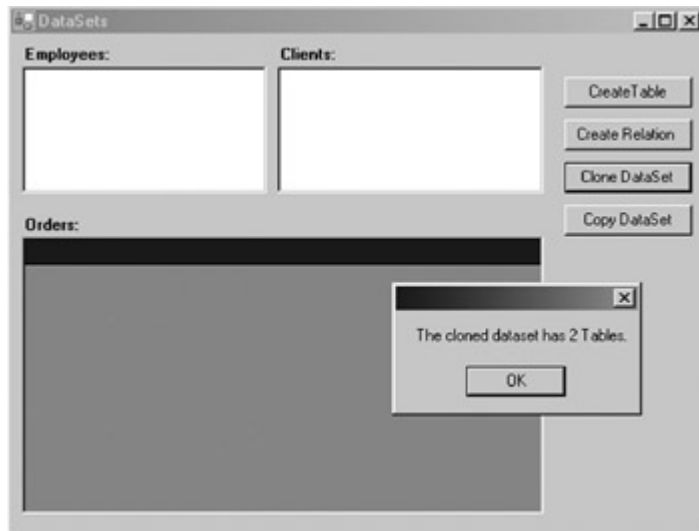 DataSets
Employees:
Clients:
CreateTable
Create Relation
Clone DataSet
Copy DataSet
Orders:
The cloned dataset has 2 Tables.
OK